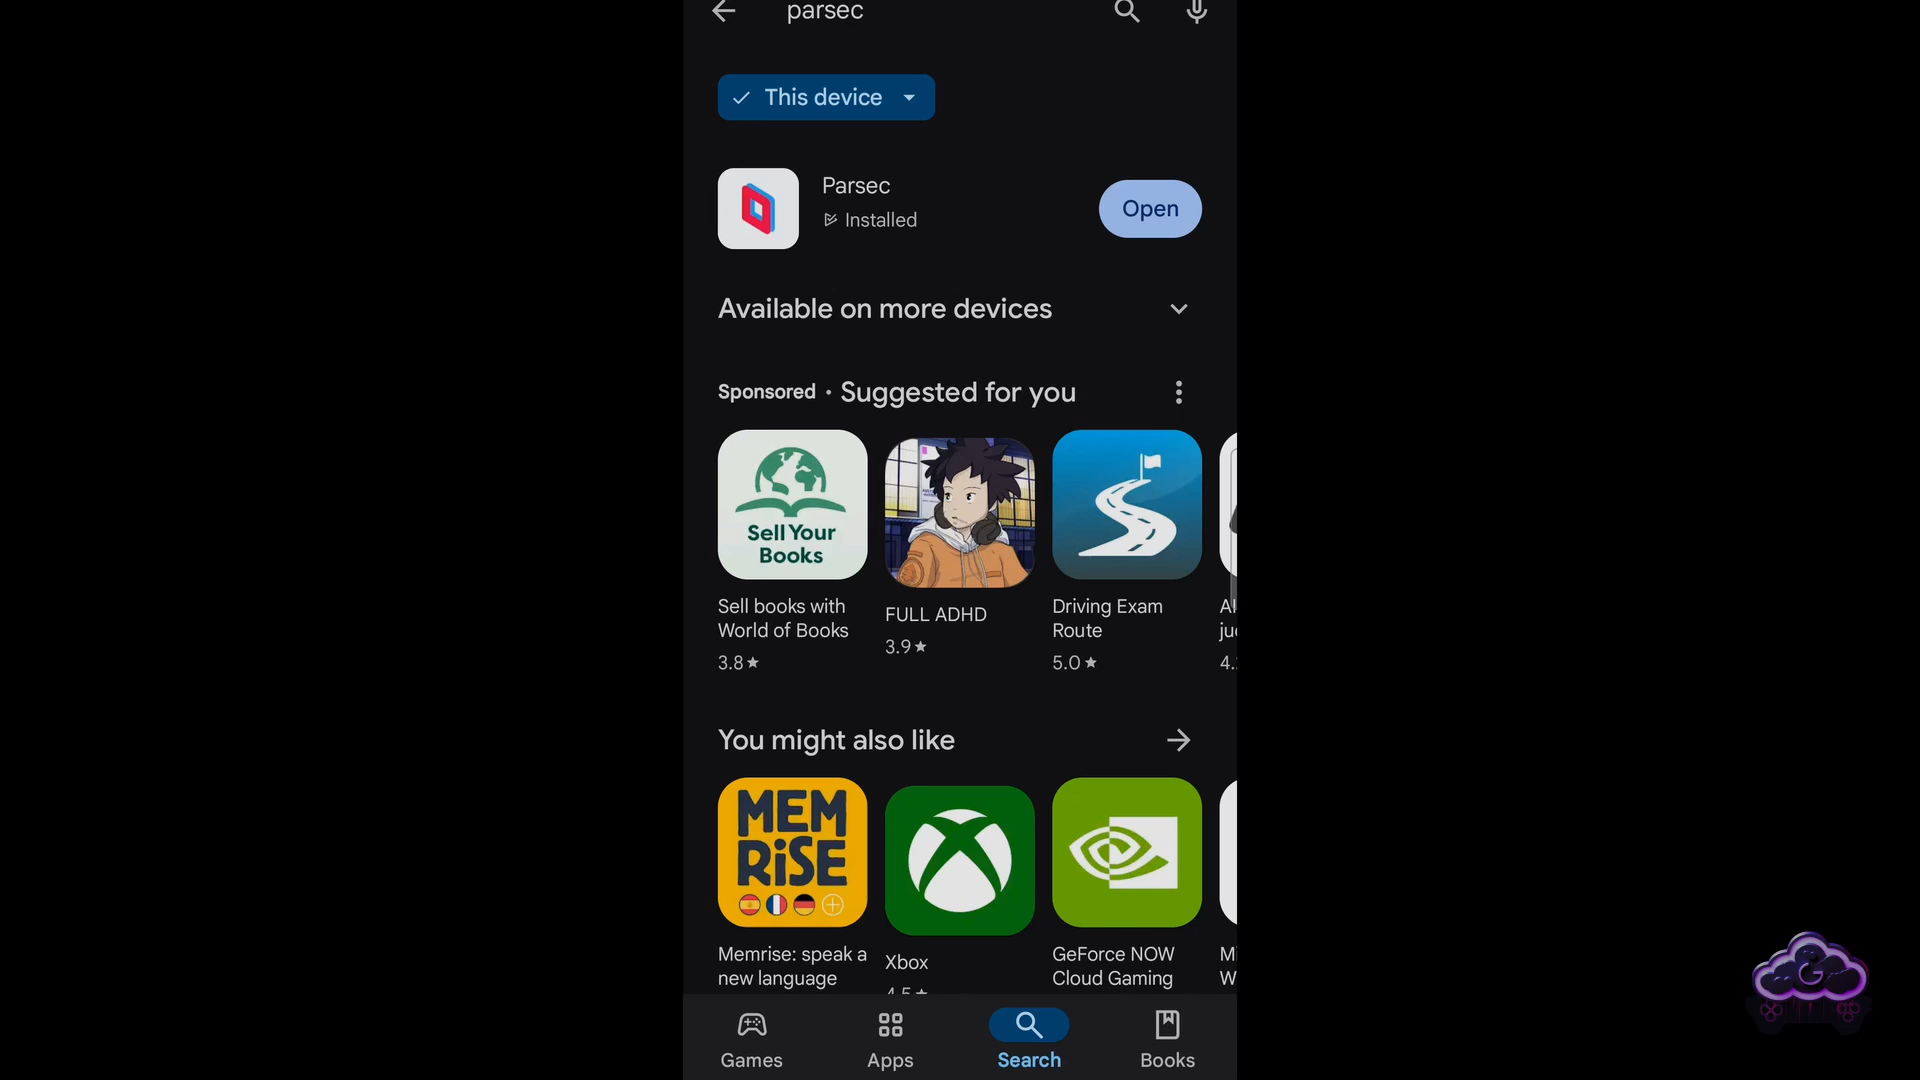 parsec
This device
Parsec
Installed
Open
Available on more devices
Sponsored • Suggested for you
Sell Your
Books
Sell books with
World of Books
3.8★
FULL ADHD
3.9★
Driving Exam
Route
5.0★
You might also like
MEM
RiSE
Memrise: speak a
new language
Xbox
4.5★
GeForce NOW
Cloud Gaming
Games
Apps
Search
Books
G